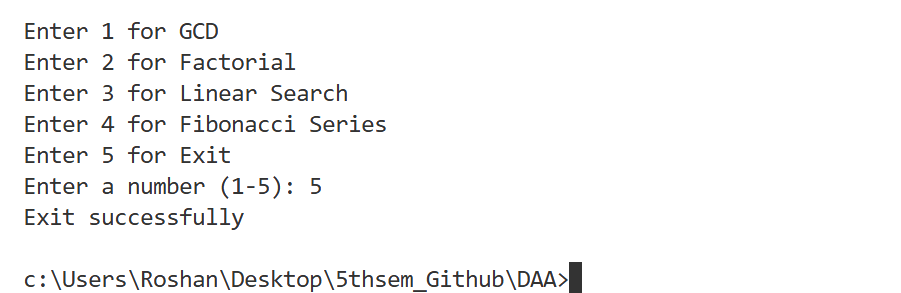 Enter 1 for GCD
Enter 2 for Factorial
Enter 3 for Linear Search
Enter 4 for Fibonacci Series
Enter 5 for Exit
Enter a number (1-5): 5
Exit successfully
c:\Users\Roshan\Desktop\5thsem_Github\DAA>